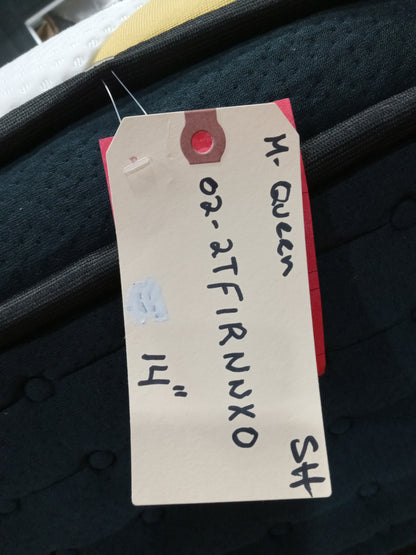 M- Queen
02-2TFIRNNXO
14"
SH